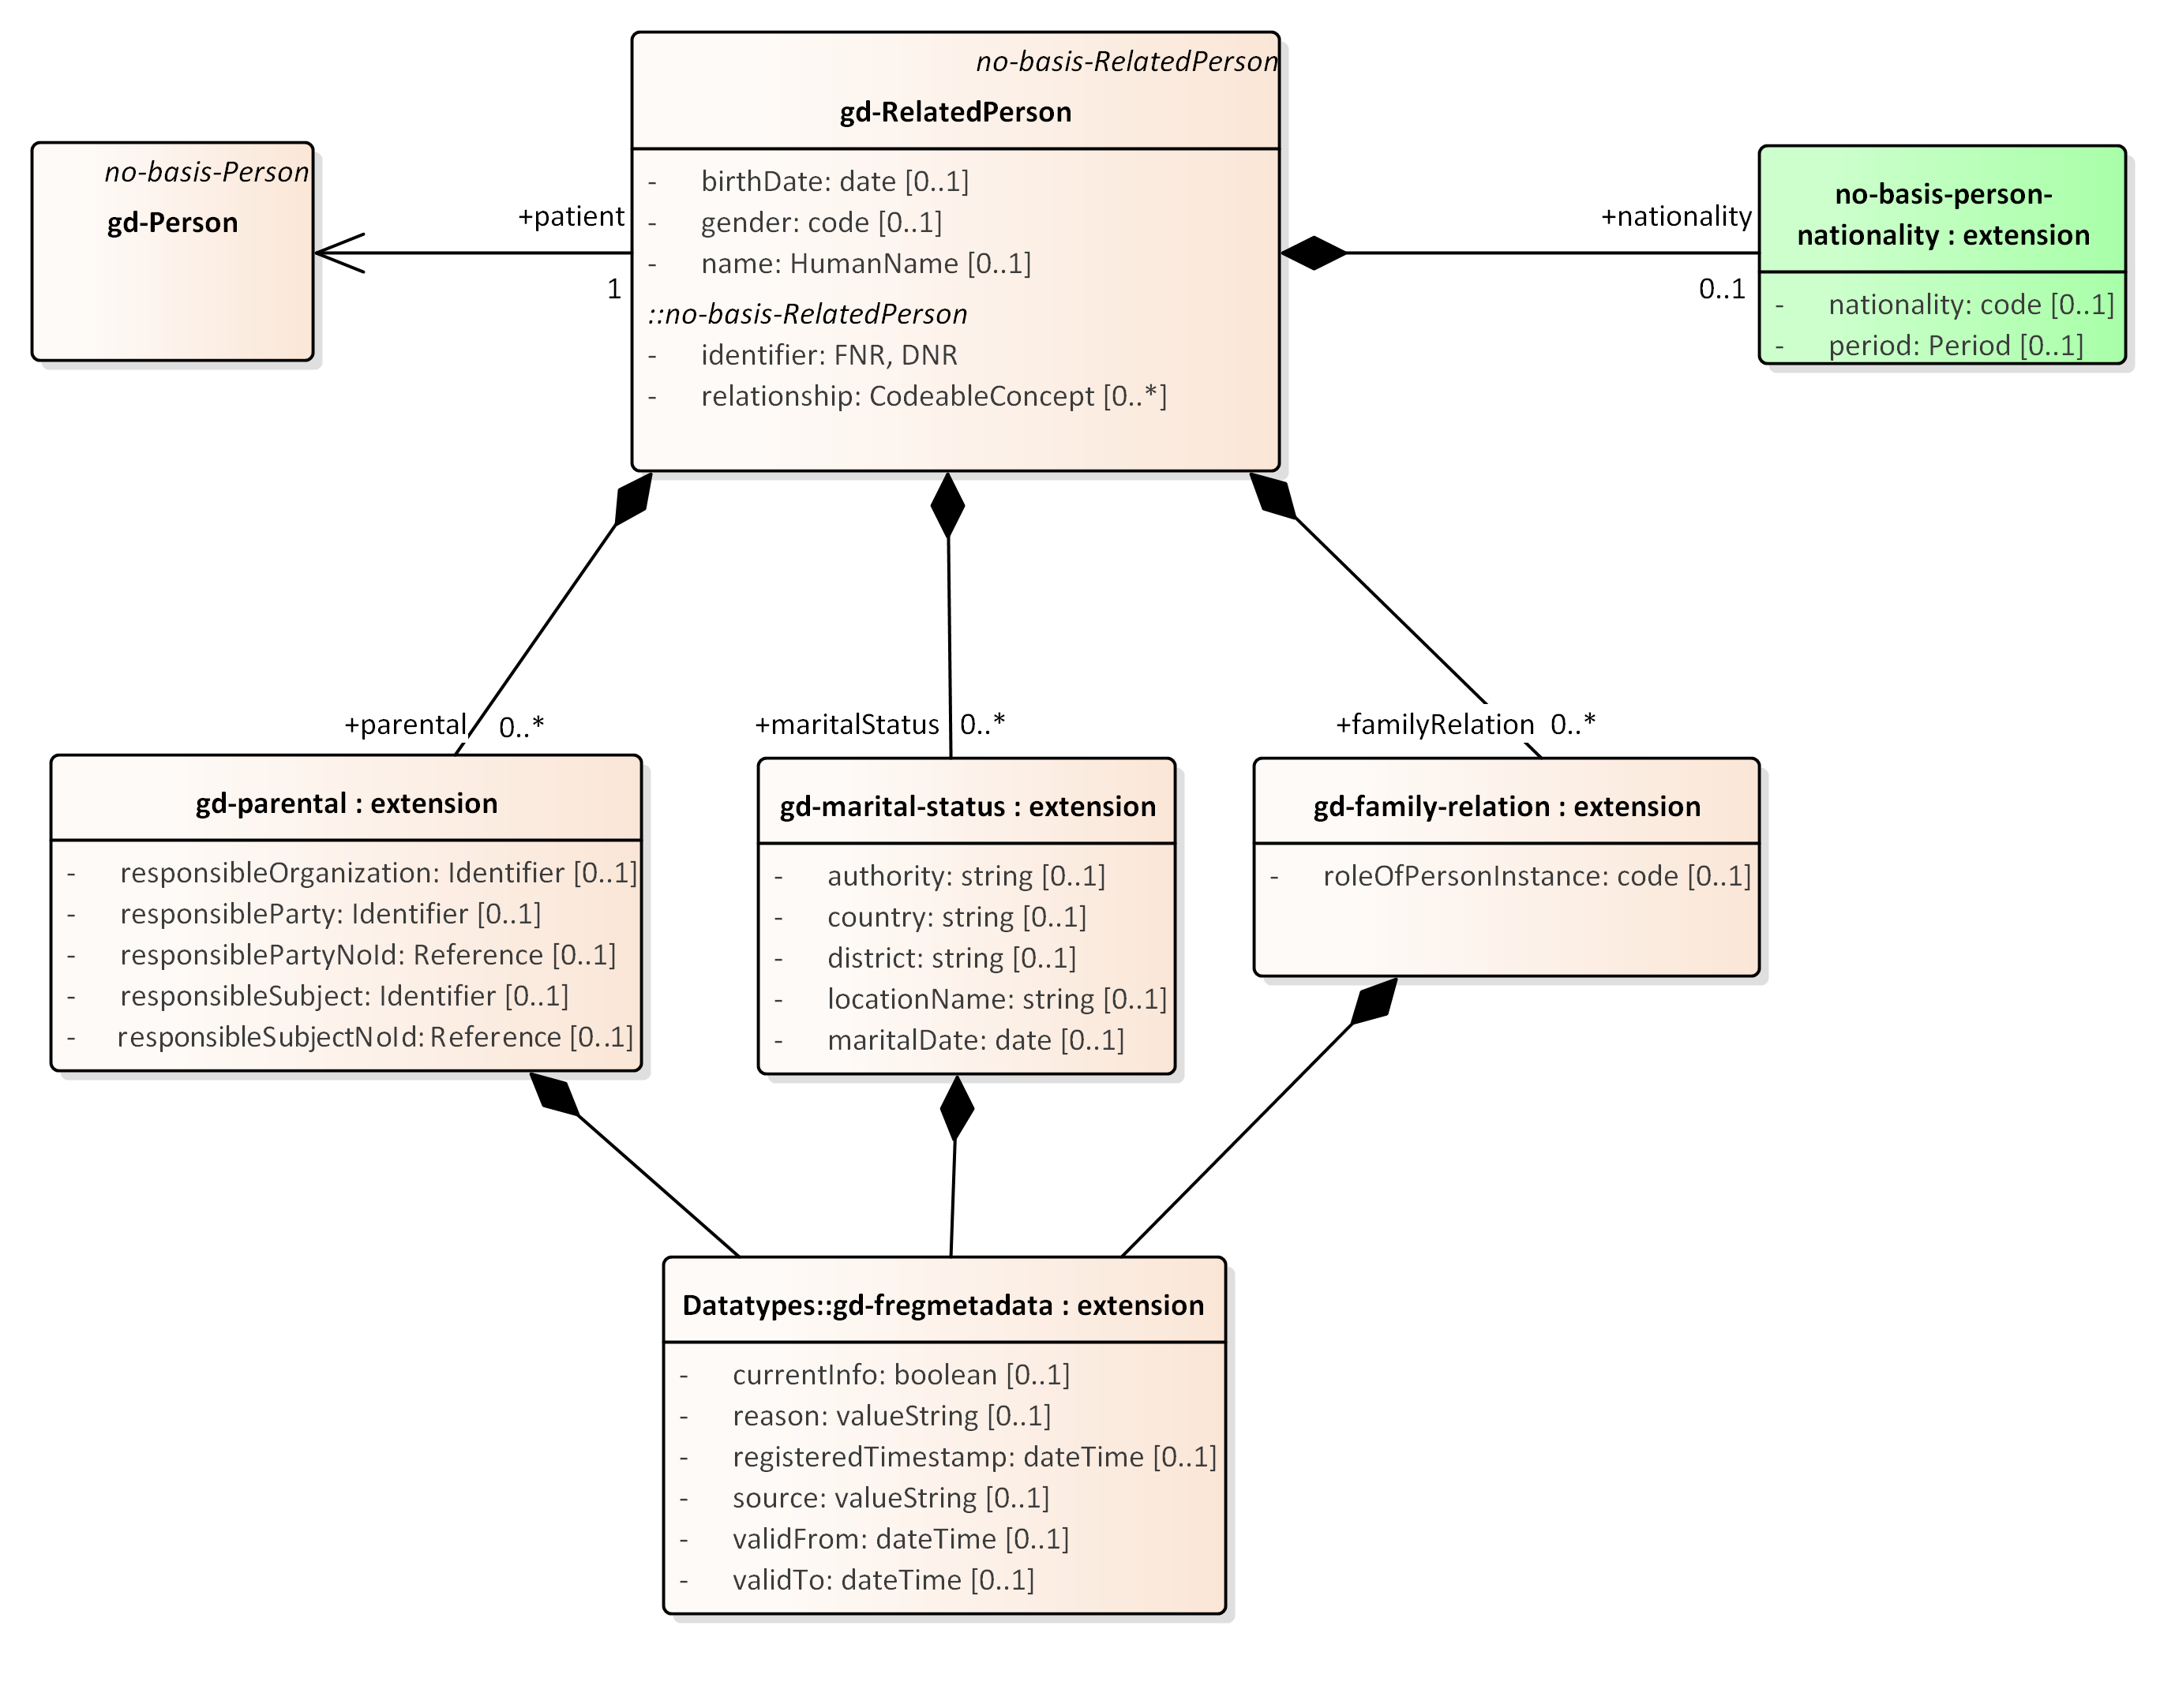 no-basis-RelatedPerson
gd-RelatedPerson
- birthDate: date [0..1]
- gender: code [0..1]
- name: HumanName [0..1]
::no-basis-RelatedPerson
- identifier: FNR, DNR
- relationship: CodeableConcept [0..*]
no-basis-Person
gd-Person
+patient
1
+nationality
0..1
no-basis-person-
nationality : extension
- nationality: code [0..1]
- period: Period [0..1]
+parental 0..*
+maritalStatus 0..*
+familyRelation 0..*
gd-parental : extension
- responsibleOrganization: Identifier [0..1]
- responsibleParty: Identifier [0..1]
- responsiblePartyNoId: Reference [0..1]
- responsibleSubject: Identifier [0..1]
- responsibleSubjectNoId: Reference [0..1]
gd-marital-status : extension
- authority: string [0..1]
- country: string [0..1]
- district: string [0..1]
- locationName: string [0..1]
- maritalDate: date [0..1]
gd-family-relation : extension
- roleOfPersonInstance: code [0..1]
Datatypes::gd-fregmetadata : extension
- currentInfo: boolean [0..1]
- reason: valueString [0..1]
- registeredTimestamp: dateTime [0..1]
- source: valueString [0..1]
- validFrom: dateTime [0..1]
- validTo: dateTime [0..1]